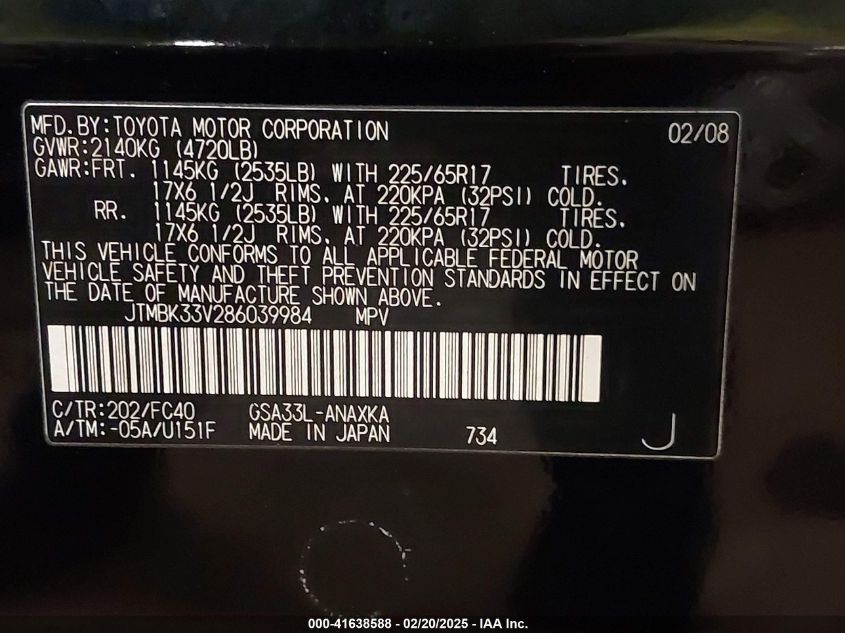 MFD.BY:TOYOTA MOTOR CORPORATION 02/08
GVWR:2140KG (4720LB)
GAWR:FRT. 1145KG (2535LB) WITH 225/65R17 TIRES.
17X6 1/2J RIMS. AT 220KPA (32PSI) COLD.
RR. 1145KG (2535LB) WITH 225/65R17 TIRES.
17X6 1/2J RIMS. AT 220KPA (32PSI) COLD.
THIS VEHICLE CONFORMS TO ALL APPLICABLE FEDERAL MOTOR
VEHICLE SAFETY AND THEFT PREVENTION STANDARDS IN EFFECT ON
THE DATE OF MANUFACTURE SHOWN ABOVE.
JTMBK33V286039984 MPV
C/TR:202/FC40 GSA33L-ANAXKA
A/TM:-05A/U151F MADE IN JAPAN 734 J
000-41638588 - 02/20/2025 - IAA Inc.